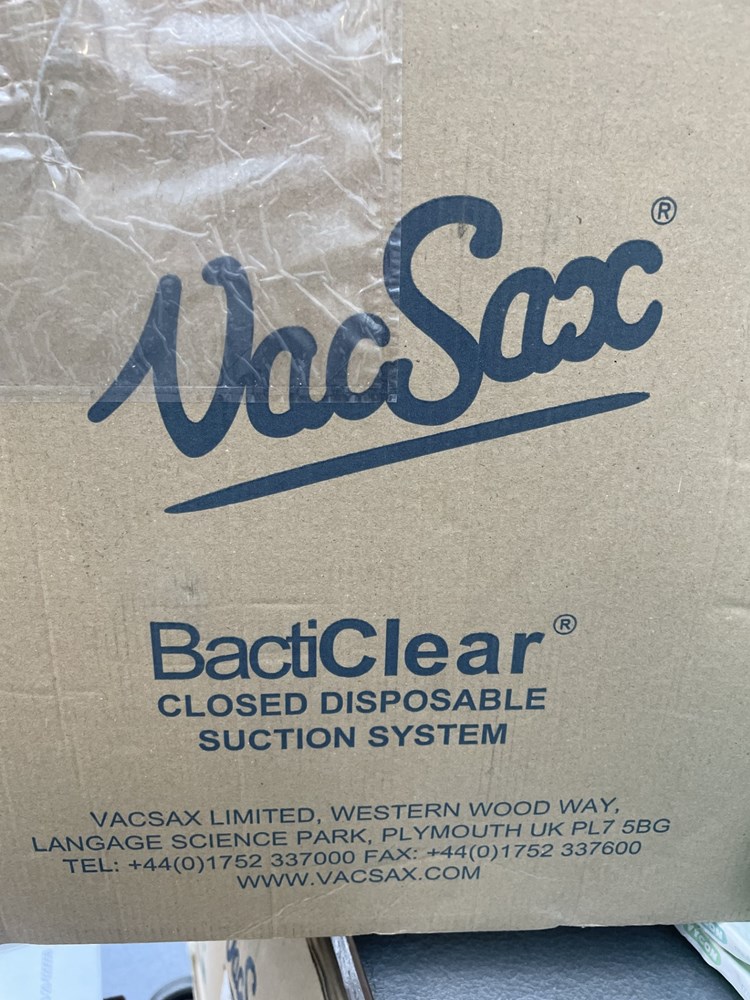 VacSax®
BactiClear®
CLOSED DISPOSABLE
SUCTION SYSTEM
VACSAX LIMITED, WESTERN WOOD WAY,
LANGAGE SCIENCE PARK, PLYMOUTH UK PL7 5BG
TEL: +44(0)1752 337000 FAX: +44(0)1752 337600
WWW.VACSAX.COM